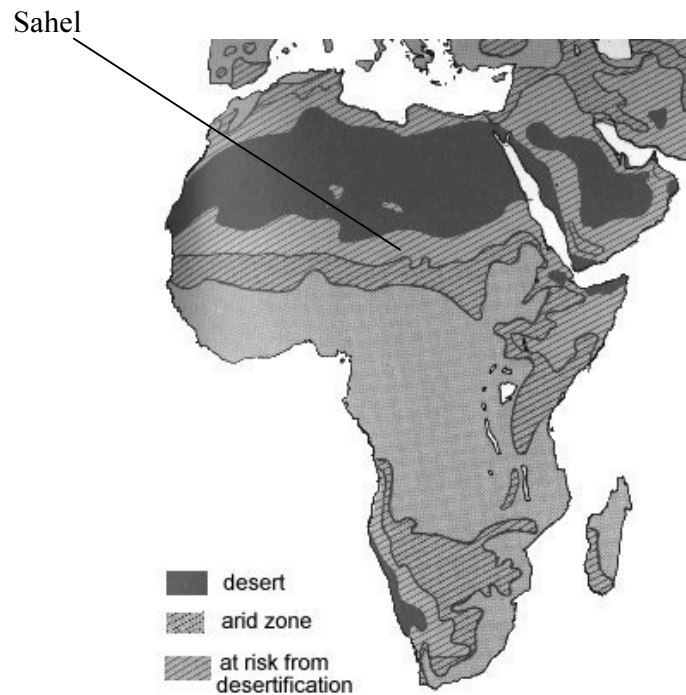 Sahel
desert
arid zone
at risk from
desertification